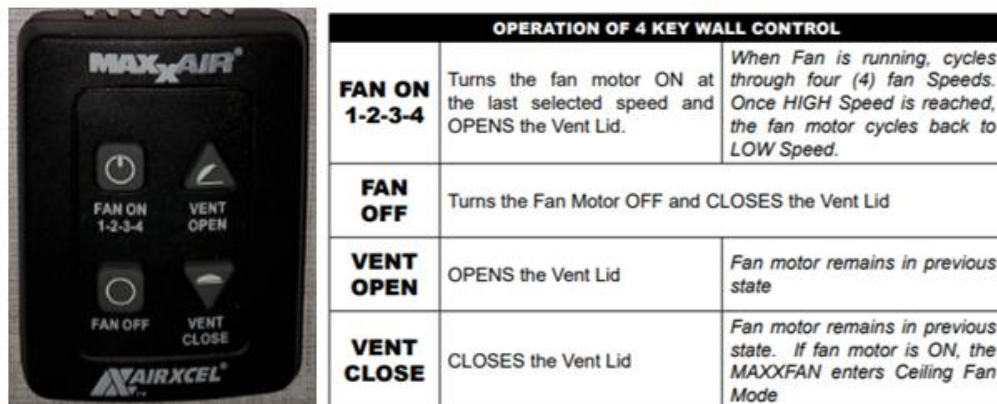 MAXXAIR®
FAN ON
1-2-3-4
VENT
OPEN
FAN OFF
VENT
CLOSE
AIRXCEL®
OPERATION OF 4 KEY WALL CONTROL
FAN ON
1-2-3-4
Turns the fan motor ON at
the last selected speed and
OPENS the Vent Lid.
When Fan is running, cycles
through four (4) fan Speeds.
Once HIGH Speed is reached,
the fan motor cycles back to
LOW Speed.
FAN
OFF
Turns the Fan Motor OFF and CLOSES the Vent Lid
VENT
OPEN
OPENS the Vent Lid
Fan motor remains in previous
state
VENT
CLOSE
CLOSES the Vent Lid
Fan motor remains in previous
state. If fan motor is ON, the
MAXXFAN enters Ceiling Fan
Mode